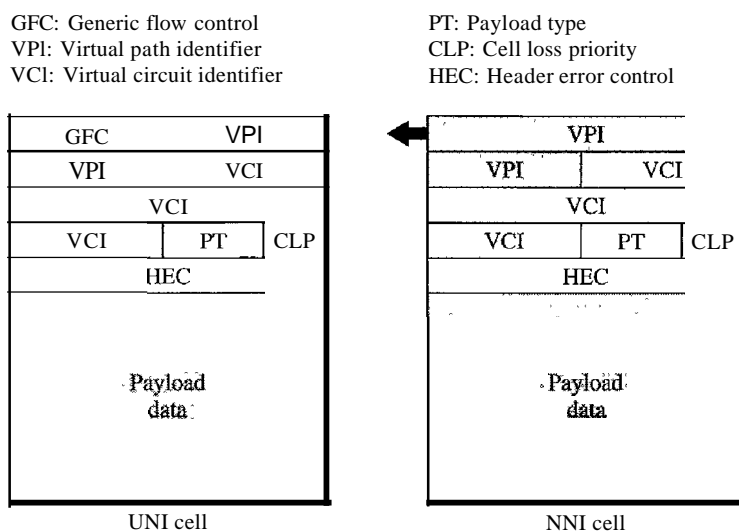 GFC: Generic flow control
VPl: Virtual path identifier
VCl: Virtual circuit identifier
PT: Payload type
CLP: Cell loss priority
HEC: Header error control
GFC VPI
VPI VCI
VCI
VCI PT CLP
HEC
Payload
data
UNI cell
VPI
VPI VCI
VCI
VCI PT CLP
HEC
Payload
data
NNI cell